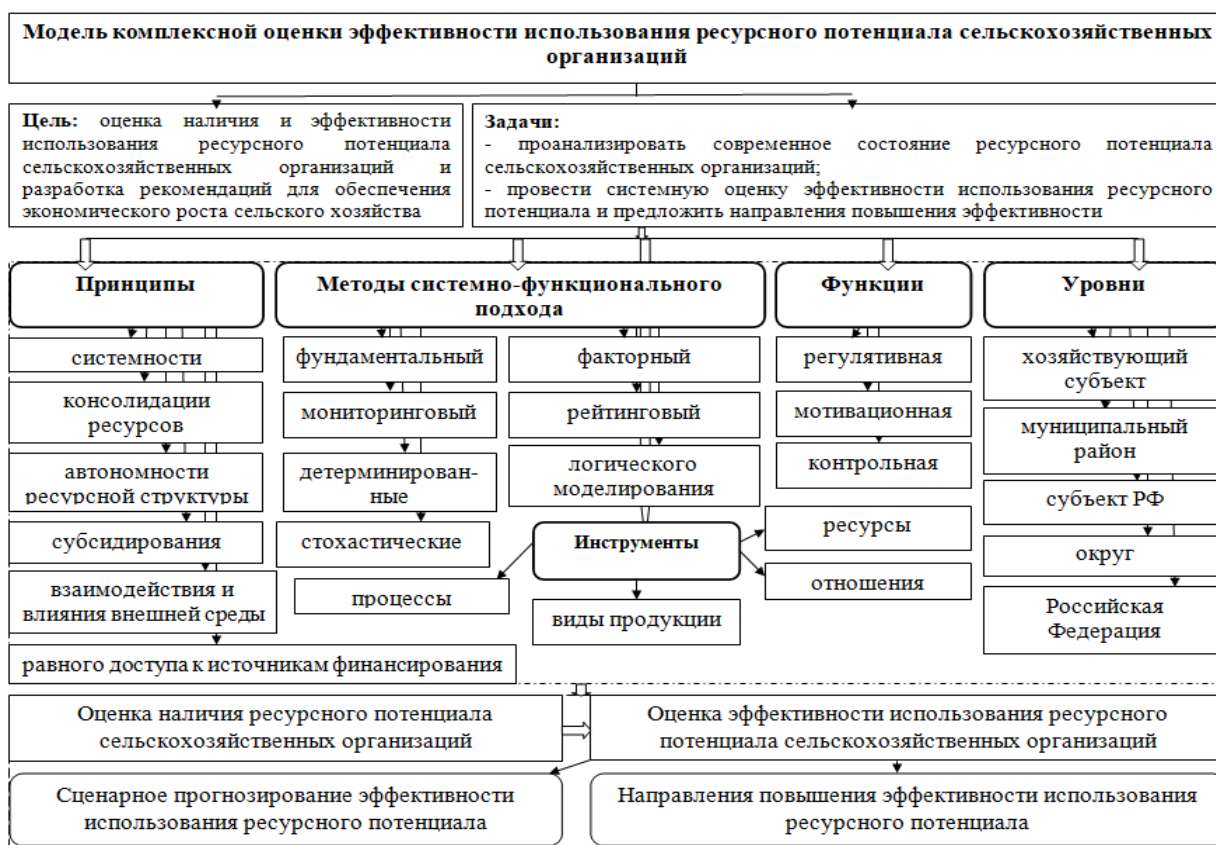 Модель комплексной оценки эффективности использования ресурсного потенциала сельскохозяйственных
организаций
Цель: оценка наличия и эффективности
использования ресурсного потенциала
сельскохозяйственных организаций и
разработка рекомендаций для обеспечения
экономического роста сельского хозяйства
Задачи:
- проанализировать современное состояние ресурсного потенциала
сельскохозяйственных организаций;
- провести системную оценку эффективности использования ресурсного
потенциала и предложить направления повышения эффективности
Принципы
системности
консолидации
ресурсов
автономности
ресурсной структуры
субсидирования
взаимодействия и
влияния внешней среды
равного доступа к источникам финансирования
Методы системно-функционального
подхода
фундаментальный
мониторинговый
детерминирован-
ные
стохастические
факторный
рейтинговый
логического
моделирования
Инструменты
процессы
виды продукции
ресурсы
отношения
Функции
регулятивная
мотивационная
контрольная
Уровни
хозяйствующий
субъект
муниципальный
район
субъект РФ
округ
Российская
Федерация
Оценка наличия ресурсного потенциала
сельскохозяйственных организаций
Оценка эффективности использования ресурсного
потенциала сельскохозяйственных организаций
Сценарное прогнозирование эффективности
использования ресурсного потенциала
Направления повышения эффективности использования
ресурсного потенциала